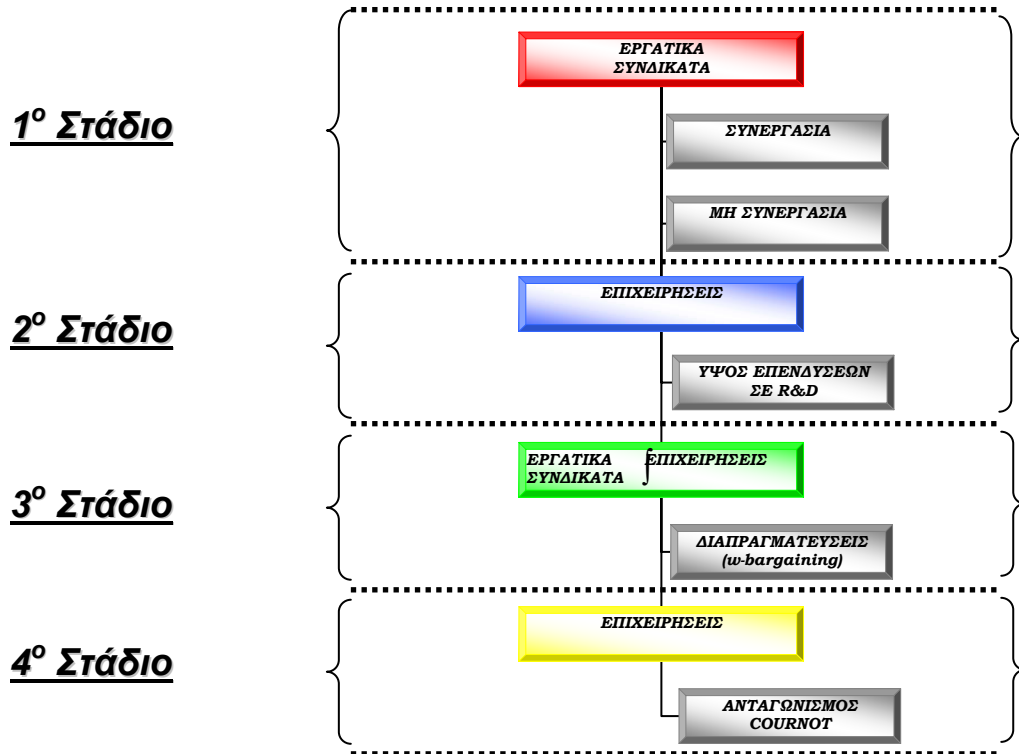 1ο Στάδιο
ΕΡΓΑΤΙΚΑ
ΣΥΝΔΙΚΑΤΑ
ΣΥΝΕΡΓΑΣΙΑ
ΜΗ ΣΥΝΕΡΓΑΣΙΑ
2ο Στάδιο
ΕΠΙΧΕΙΡΗΣΕΙΣ
ΥΨΟΣ ΕΠΕΝΔΥΣΕΩΝ
ΣΕ R&D
3ο Στάδιο
ΕΡΓΑΤΙΚΑ ∫ ΕΠΙΧΕΙΡΗΣΕΙΣ
ΣΥΝΔΙΚΑΤΑ
ΔΙΑΠΡΑΓΜΑΤΕΥΣΕΙΣ
(w-bargaining)
4ο Στάδιο
ΕΠΙΧΕΙΡΗΣΕΙΣ
ΑΝΤΑΓΩΝΙΣΜΟΣ
COURNOT